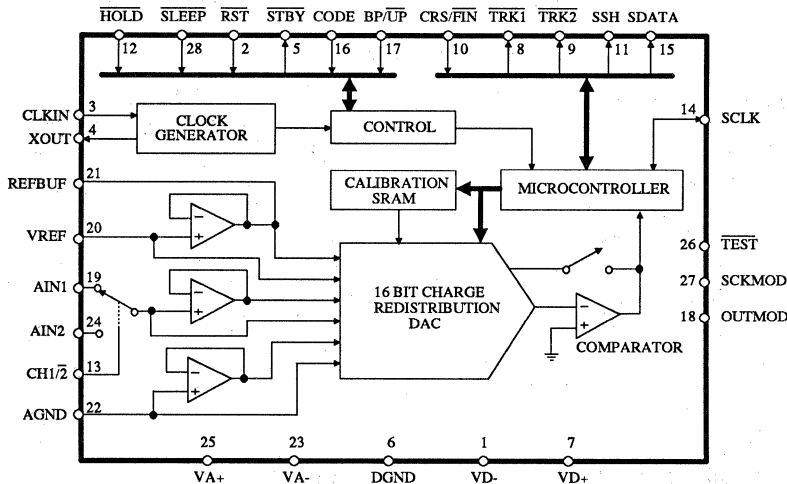 HOLD SLEEP RST STBY CODE BP/UP CRS/FIN TRK1 TRK2 SSH SDATA
12 28 2 5 16 17 10 8 9 11 15
CLKIN 3
XOUT 4
CLOCK
GENERATOR
CONTROL
14 SCLK
REFBUF 21
CALIBRATION
SRAM
MICROCONTROLLER
VREF 20
26 TEST
AIN1 19
27 SCKMOD
16 BIT CHARGE
REDISTRIBUTION
DAC
18 OUTMOD
AIN2 24
COMPARATOR
CH1/2 13
AGND 22
- +
- +
- +
- +
25 23 6 1 7
VA+ VA- DGND VD- VD+